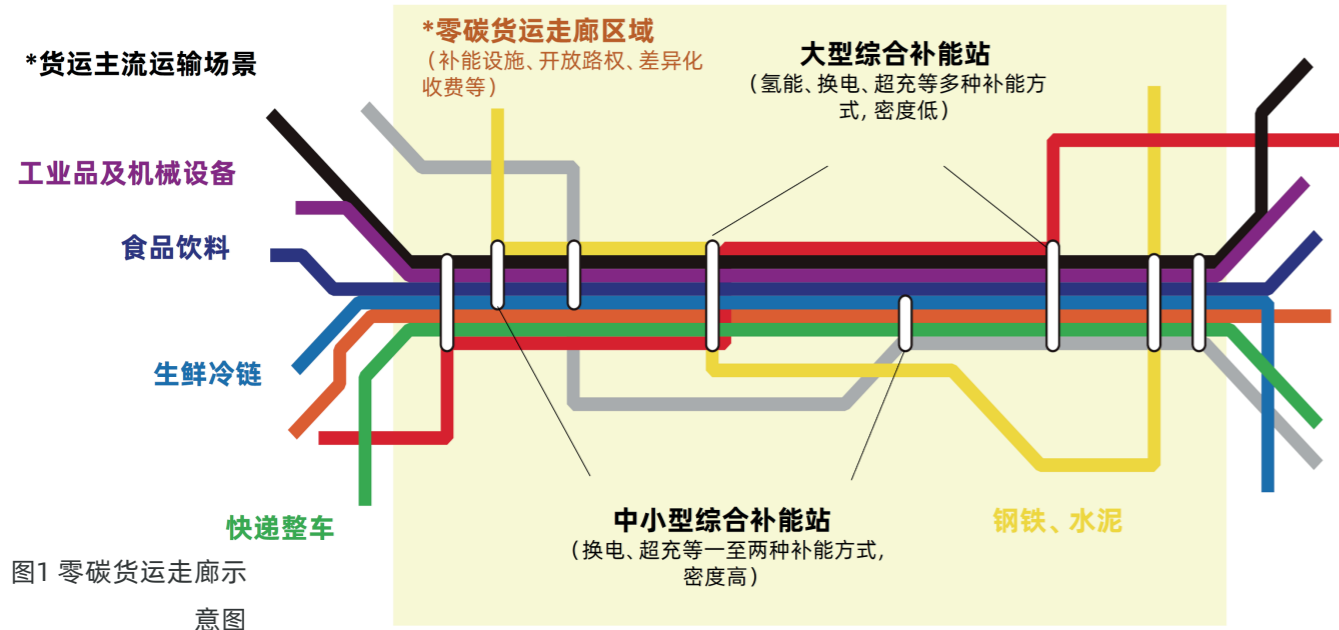 *货运主流运输场景
*零碳货运走廊区域
（补能设施、开放路权、差异化
收费等）
大型综合补能站
（氢能、换电、超充等多种补能方
式，密度低）
工业品及机械设备
食品饮料
生鲜冷链
快递整车
中小型综合补能站
（换电、超充等一至两种补能方式，
密度高）
钢铁、水泥
图1 零碳货运走廊示
意图